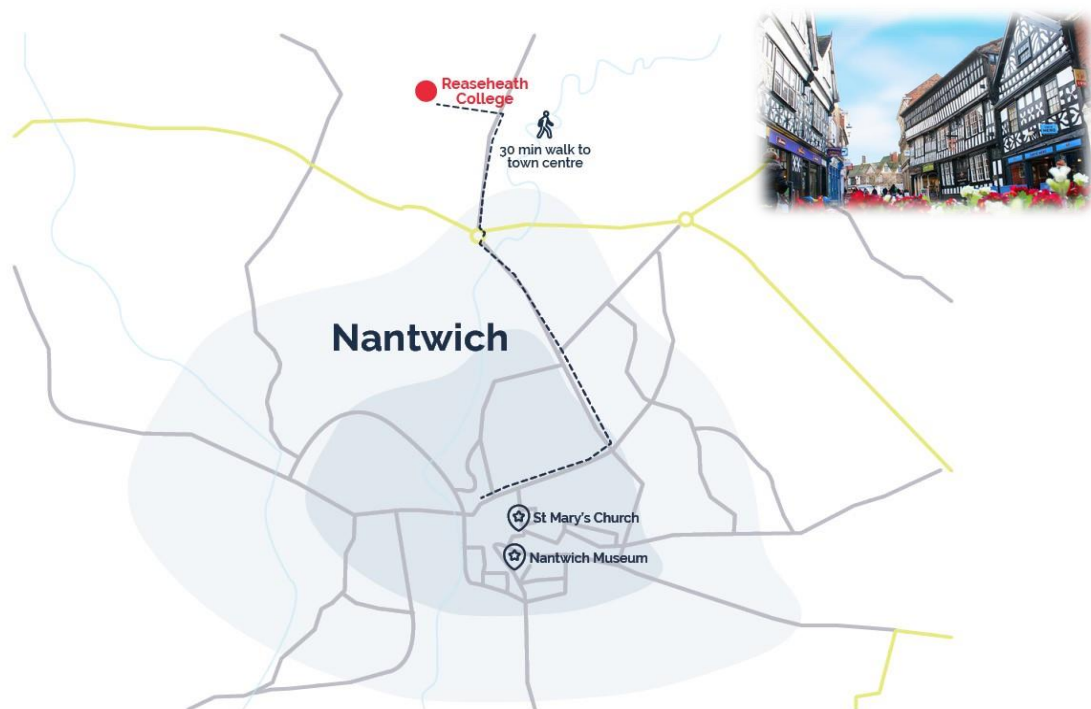 Reaseheath
College
30 min walk to
town centre
Nantwich
St Mary's Church
Nantwich Museum